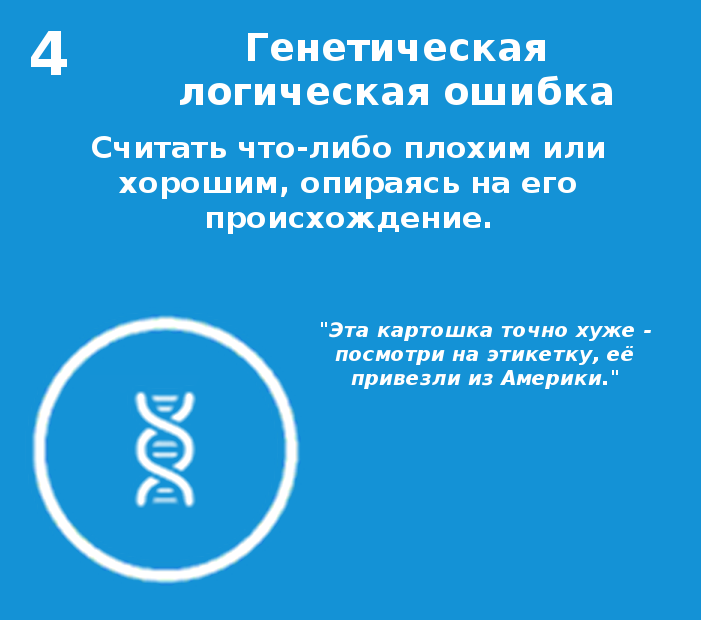 4
Генетическая
логическая ошибка
Считать что-либо плохим или
хорошим, опираясь на его
происхождение.
"Эта картошка точно хуже -
посмотри на этикетку, её
привезли из Америки."